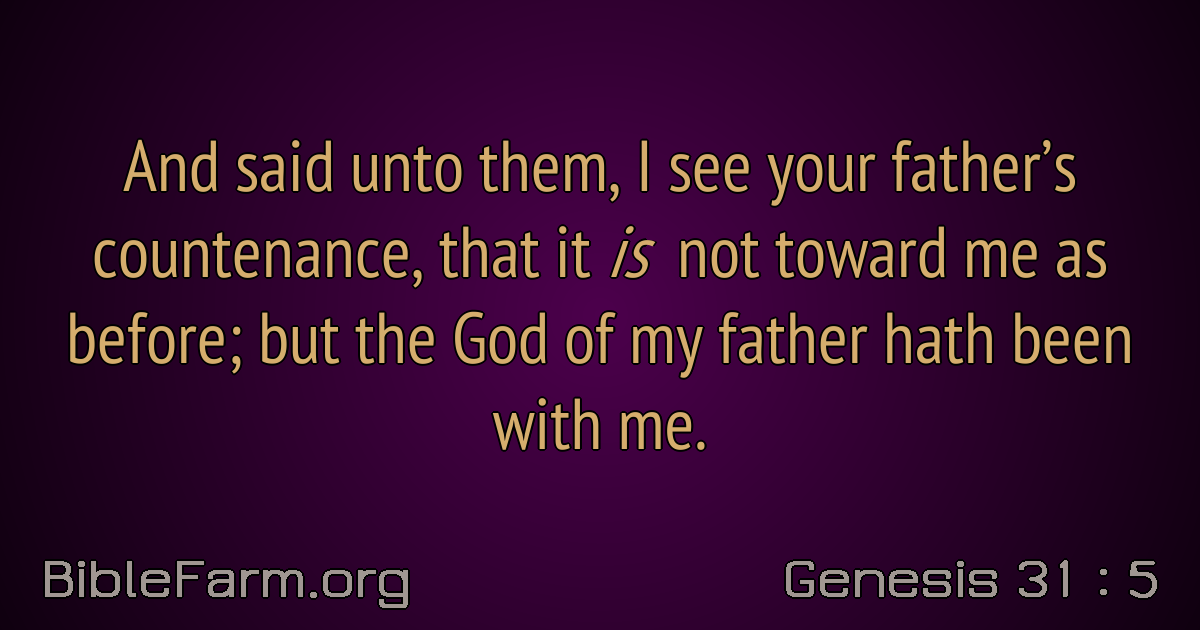 And said unto them, I see your father’s
countenance, that it is not toward me as
before; but the God of my father hath been
with me.
BibleFarm.org
Genesis 31 : 5